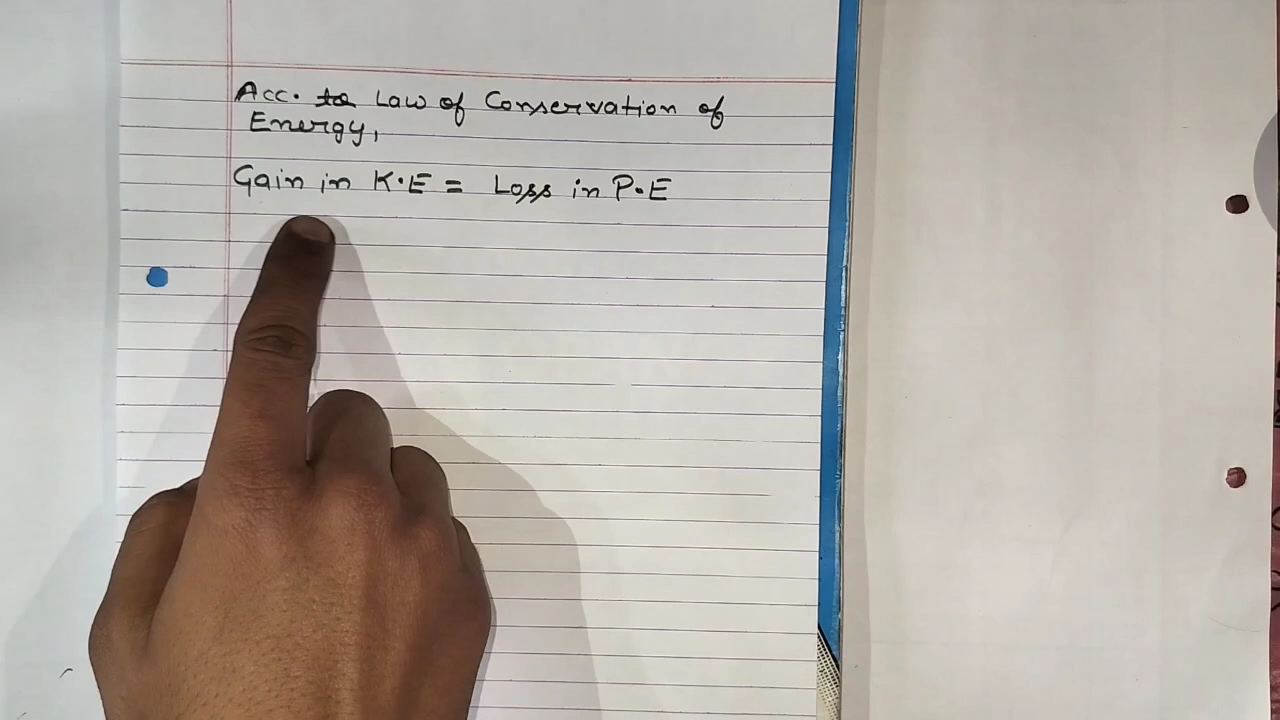 Acc. to Law of Conservation of
Energy,
Gain in K.E = Loss in P.E